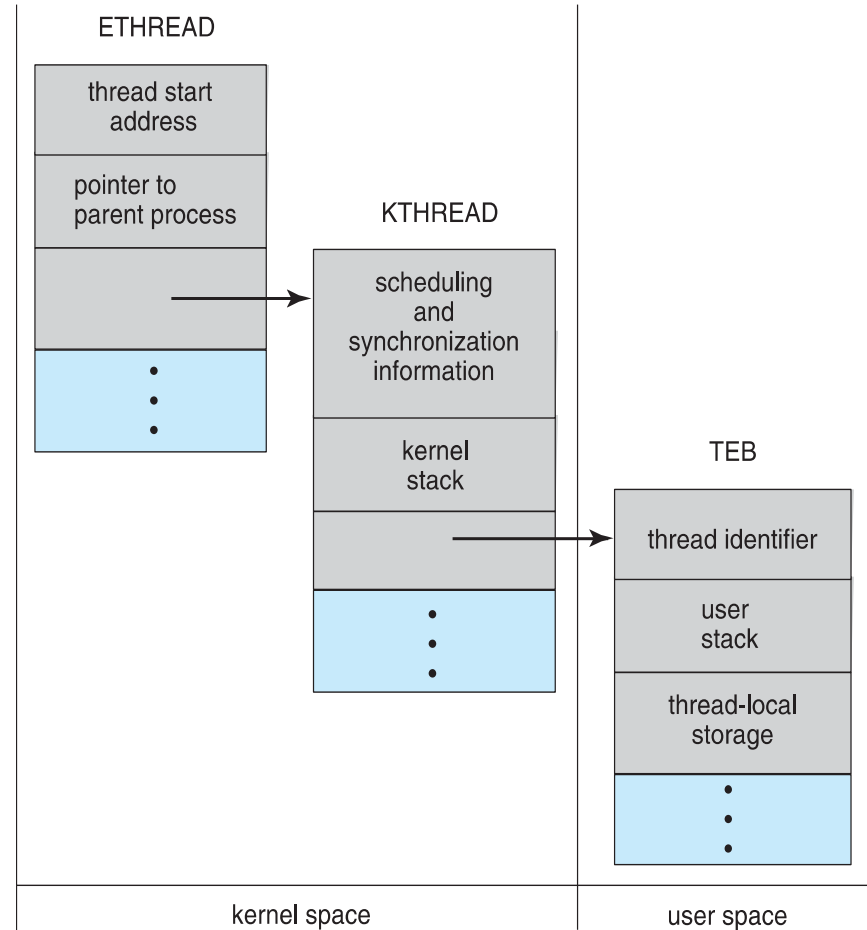 ETHREAD
thread start
address
pointer to
parent process
KTHREAD
scheduling
and
synchronization
information
kernel
stack
TEB
thread identifier
user
stack
thread-local
storage
kernel space
user space